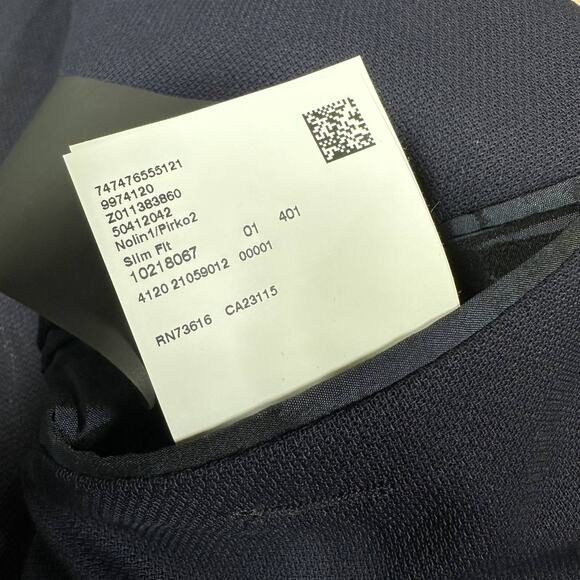 747476555121
9974120
Z011383860
50412042
Nolin1/Pirko2
Slim Fit
10218067 01 401
4120 21059012 00001
RN73616 CA23115